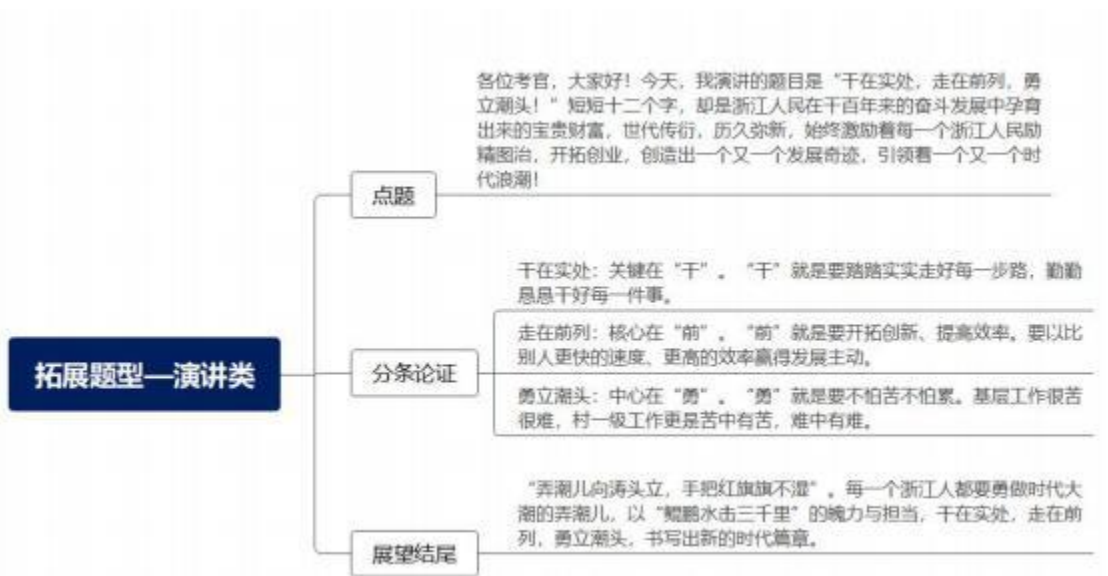 拓展题型—演讲类
点题
各位考官，大家好！今天，我演讲的题目是“干在实处，走在前列，勇
立潮头！”短短十二个字，却是浙江人民在千百年来的奋斗发展中孕育
出来的宝贵财富，世代传衍，历久弥新，始终激励着每一个浙江人民励
精图治，开拓创业，创造出一个又一个发展奇迹，引领着一个又一个时
代浪潮！
分条论证
干在实处：关键在“干”。“干”就是要踏踏实实走好每一步路，勤勤
恳恳干好每一件事。
走在前列：核心在“前”。“前”就是要开拓创新、提高效率。要以比
别人更快的速度、更高的效率赢得发展主动。
勇立潮头：中心在“勇”。“勇”就是要不怕苦不怕累。基层工作很苦
很难，村一级工作更是苦中有苦，难中有难。
展望结尾
“弄潮儿向涛头立，手把红旗旗不湿”。每一个浙江人都要勇做时代大
潮的弄潮儿，以“鲲鹏水击三千里”的魄力与担当，干在实处，走在前
列，勇立潮头，书写出新的时代篇章。